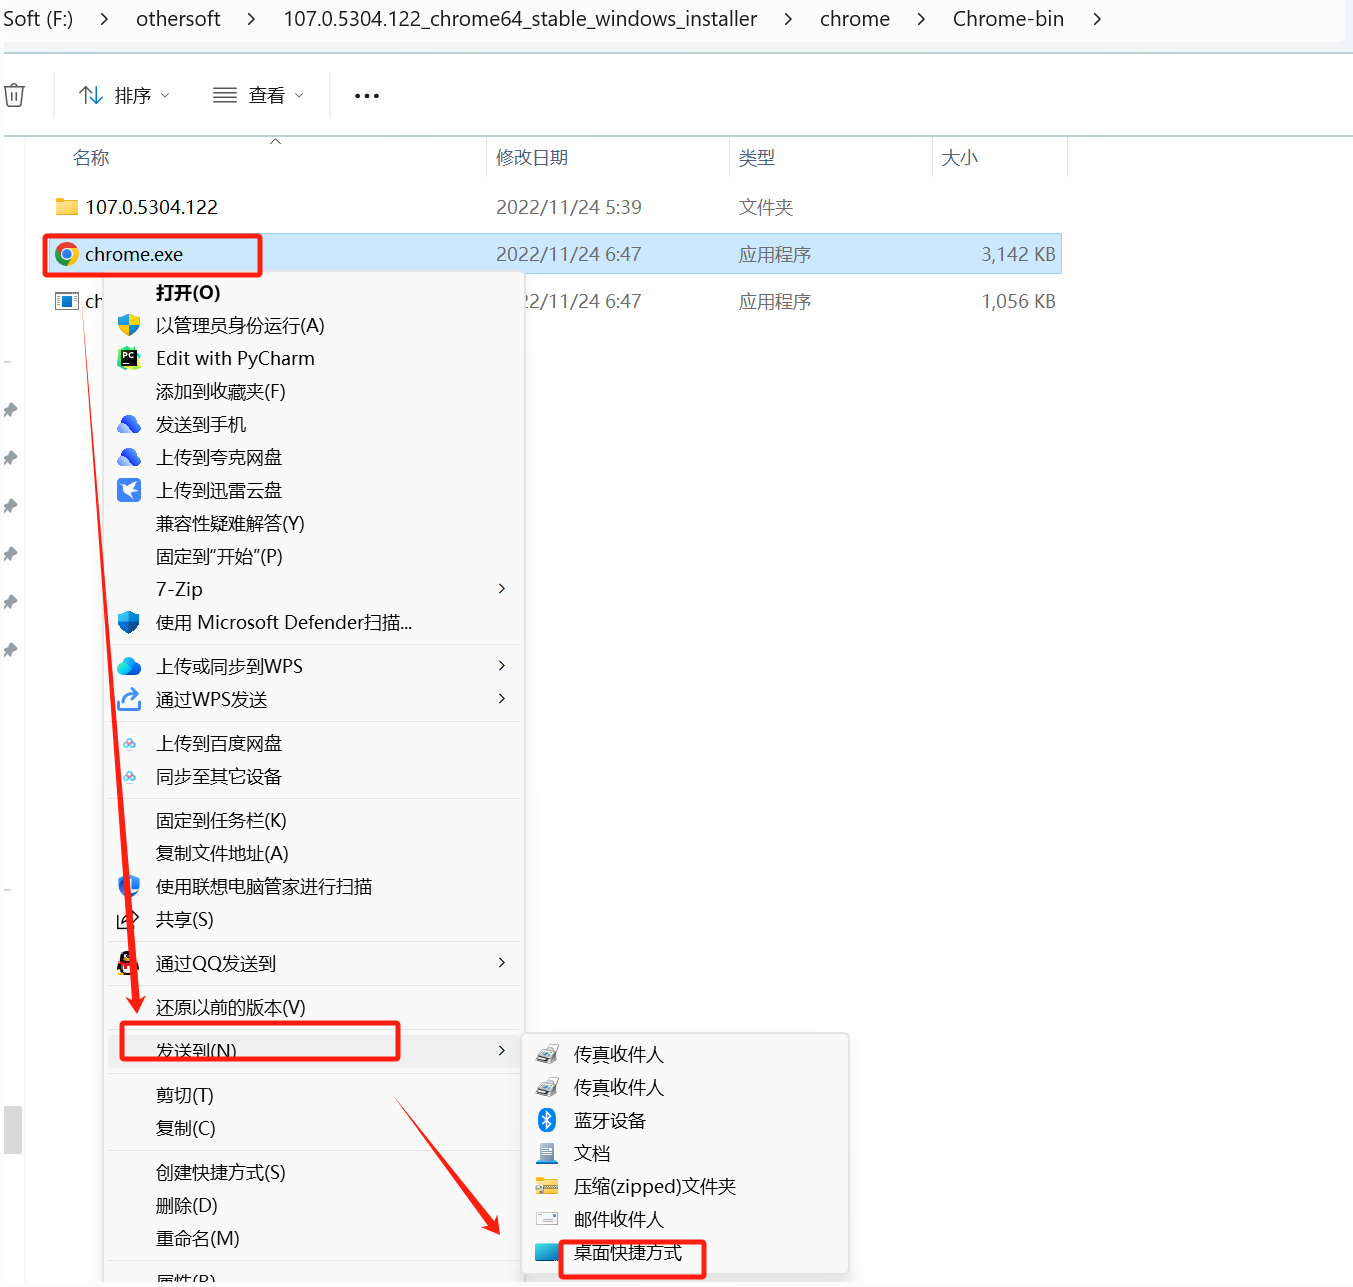 Soft (F:) > othersoft > 107.0.5304.122_chrome64_stable_windows_installer > chrome > Chrome-bin >
排序 查看 •••
名称 修改日期 类型 大小
107.0.5304.122 2022/11/24 5:39 文件夹
chrome.exe 2022/11/24 6:47 应用程序 3,142 KB
ch 22/11/24 6:47 应用程序 1,056 KB
打开(O)
以管理员身份运行(A)
Edit with PyCharm
添加到收藏夹(F)
发送到手机
上传到夸克网盘
上传到迅雷云盘
兼容性疑难解答(Y)
固定到“开始”(P)
7-Zip
使用 Microsoft Defender扫描...
上传或同步到WPS
通过WPS发送
上传到百度网盘
同步至其它设备
固定到任务栏(K)
复制文件地址(A)
使用联想电脑管家进行扫描
共享(S)
通过QQ发送到
还原以前的版本(V)
发送到(N)
剪切(T)
复制(C)
创建快捷方式(S)
删除(D)
重命名(M)
属性(R)
传真收件人
传真收件人
蓝牙设备
文档
压缩(zipped)文件夹
邮件收件人
桌面快捷方式